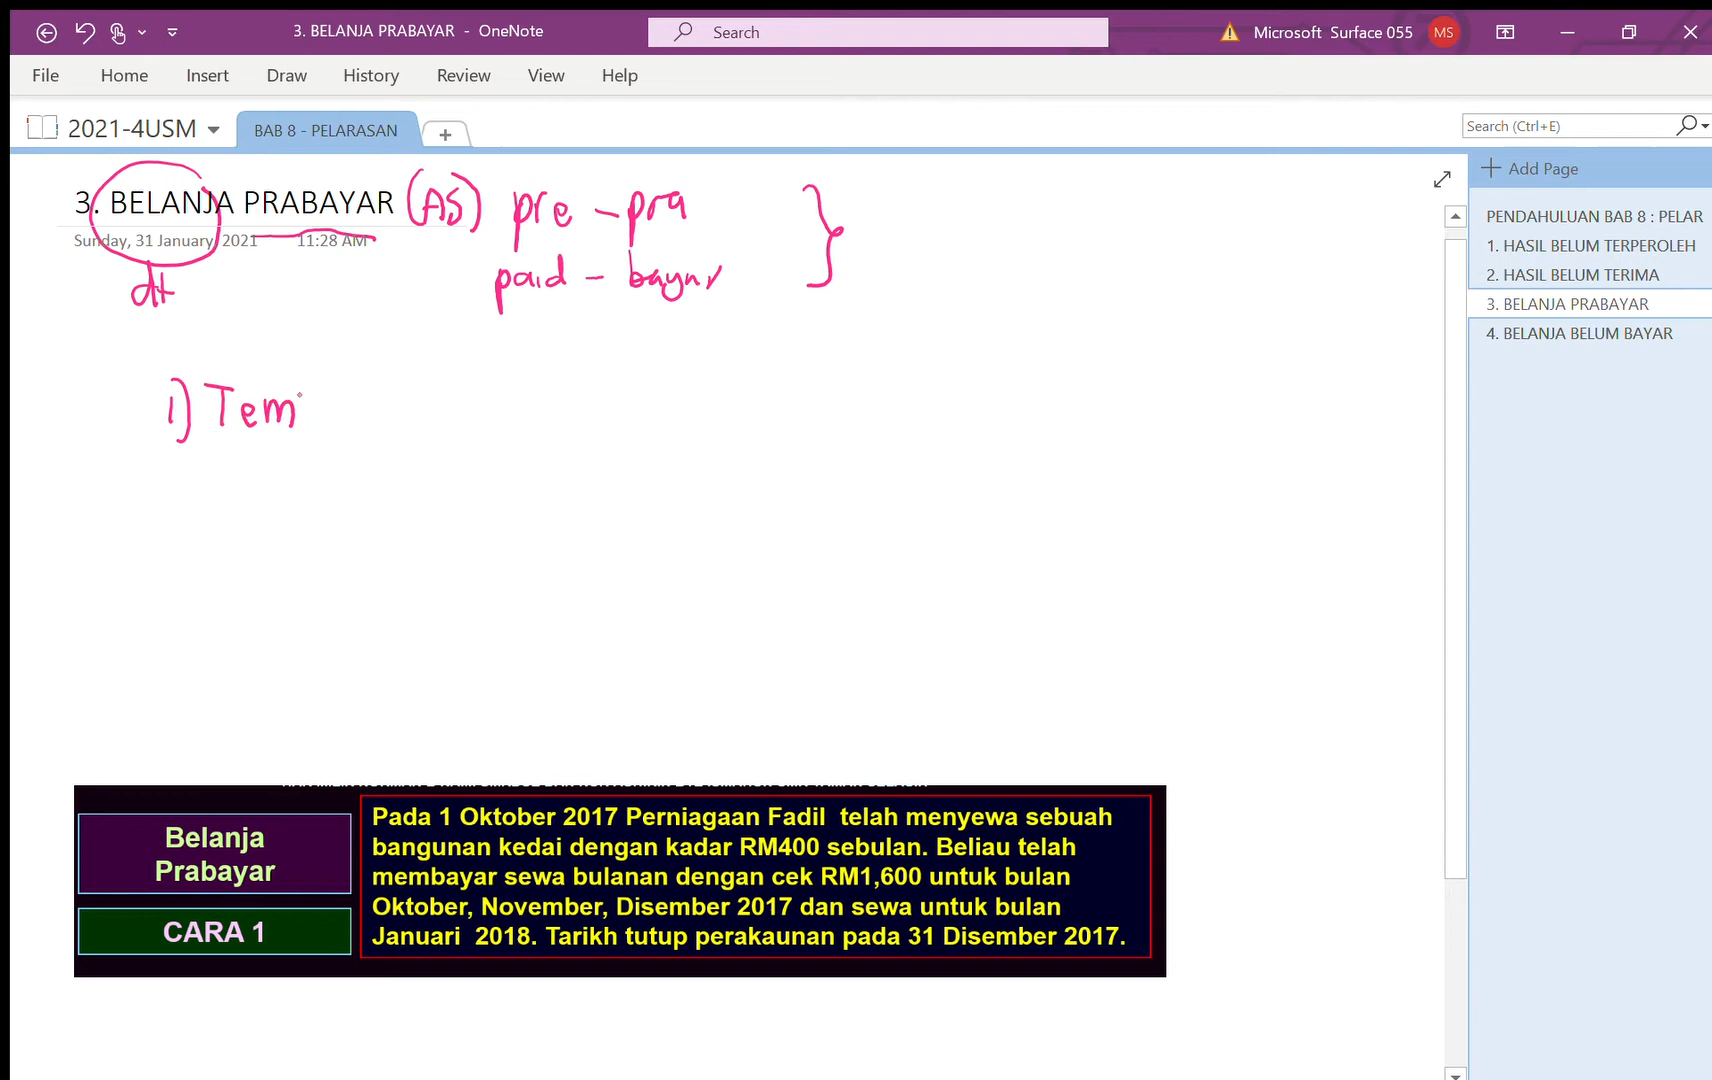 3. BELANJA PRABAYAR - OneNote
Search
Microsoft Surface 055
MS
File Home Insert Draw History Review View Help
2021-4USM
BAB 8 - PELARASAN
+
Search (Ctrl+E)
Add Page
PENDAHULUAN BAB 8 : PELAR
1. HASIL BELUM TERPEROLEH
2. HASIL BELUM TERIMA
3. BELANJA PRABAYAR
4. BELANJA BELUM BAYAR
3. BELANJA PRABAYAR (AS) pre - pra
Sunday, 31 January, 2021 11:28 AM
paid - bayar
dt
1) Tem
Belanja
Prabayar
CARA 1
Pada 1 Oktober 2017 Perniagaan Fadil telah menyewa sebuah
bangunan kedai dengan kadar RM400 sebulan. Beliau telah
membayar sewa bulanan dengan cek RM1,600 untuk bulan
Oktober, November, Disember 2017 dan sewa untuk bulan
Januari 2018. Tarikh tutup perakaunan pada 31 Disember 2017.